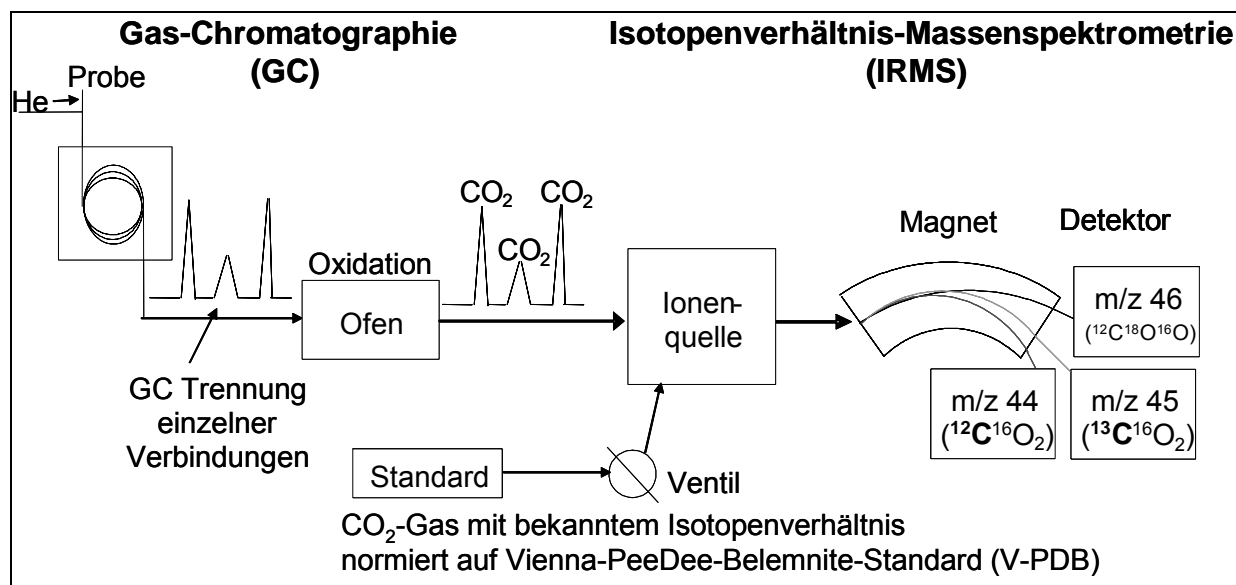 Gas-Chromatographie
(GC)
Isotopenverhältnis-Massenspektrometrie
(IRMS)
Probe
He
CO₂
CO₂
CO₂
Oxidation
Ofen
GC Trennung
einzelner
Verbindungen
Ionen-
quelle
Magnet
Detektor
m/z 46
(¹²C¹⁸O¹⁶O)
m/z 44
(¹²C¹⁶O₂)
m/z 45
(¹³C¹⁶O₂)
Standard
Ventil
CO₂-Gas mit bekanntem Isotopenverhältnis
normiert auf Vienna-PeeDee-Belemnite-Standard (V-PDB)